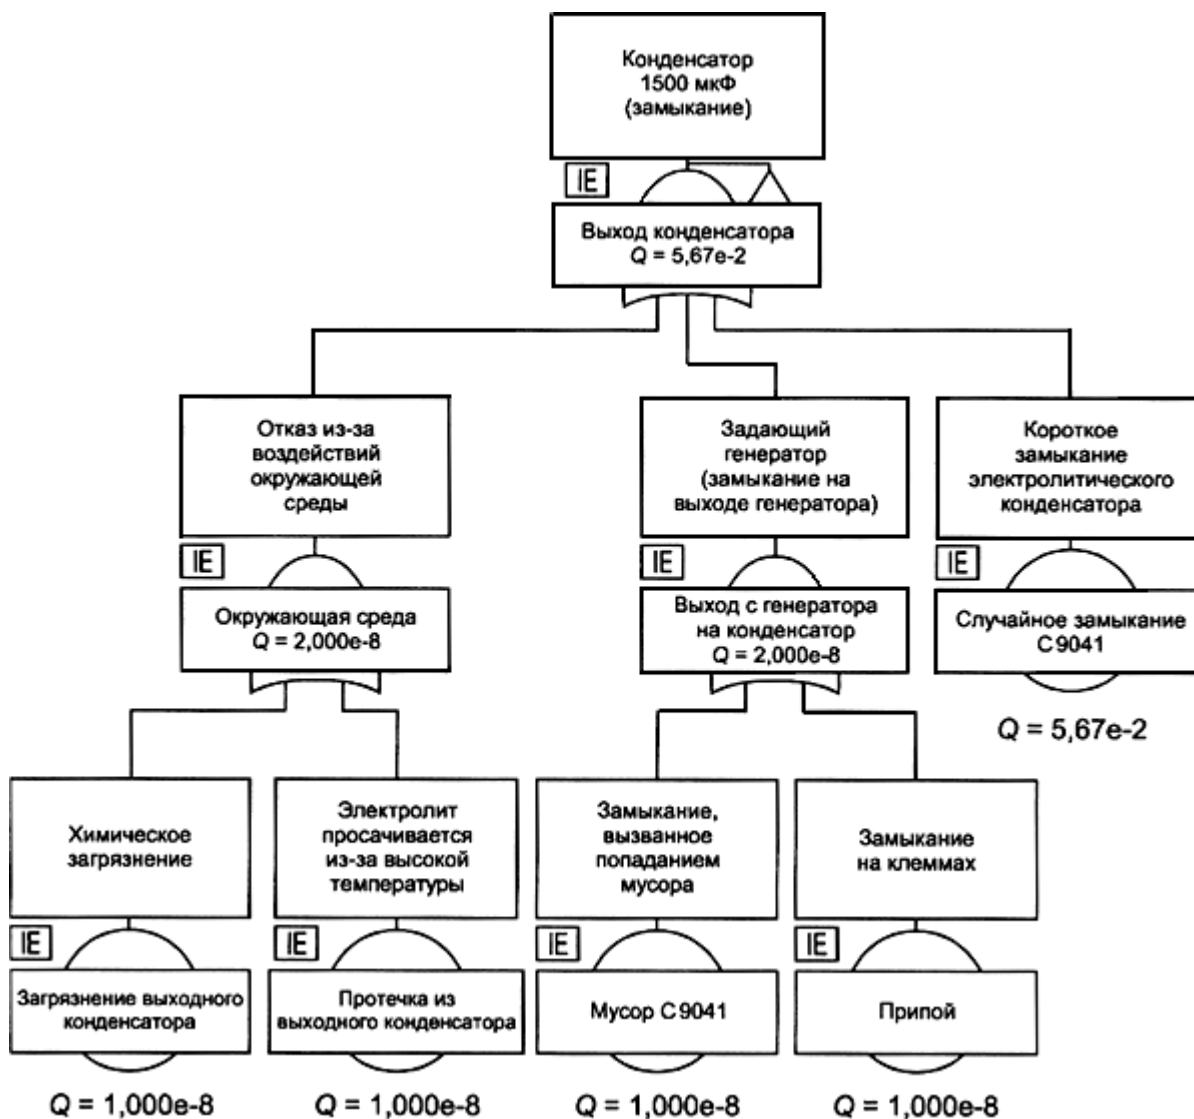 Конденсатор
1500 мкФ
(замыкание)
IE
Выход конденсатора
Q = 5,67e-2
Отказ из-за
воздействий
окружающей
среды
IE
Окружающая среда
Q = 2,000e-8
Задающий
генератор
(замыкание на
выходе генератора)
IE
Выход с генератора
на конденсатор
Q = 2,000e-8
Короткое
замыкание
электролитического
конденсатора
IE
Случайное замыкание
С 9041
Q = 5,67e-2
Химическое
загрязнение
IE
Загрязнение выходного
конденсатора
Q = 1,000e-8
Электролит
просачивается
из-за высокой
температуры
IE
Протечка из
выходного конденсатора
Q = 1,000e-8
Замыкание,
вызванное
попаданием
мусора
IE
Мусор С 9041
Q = 1,000e-8
Замыкание
на клеммах
IE
Припой
Q = 1,000e-8